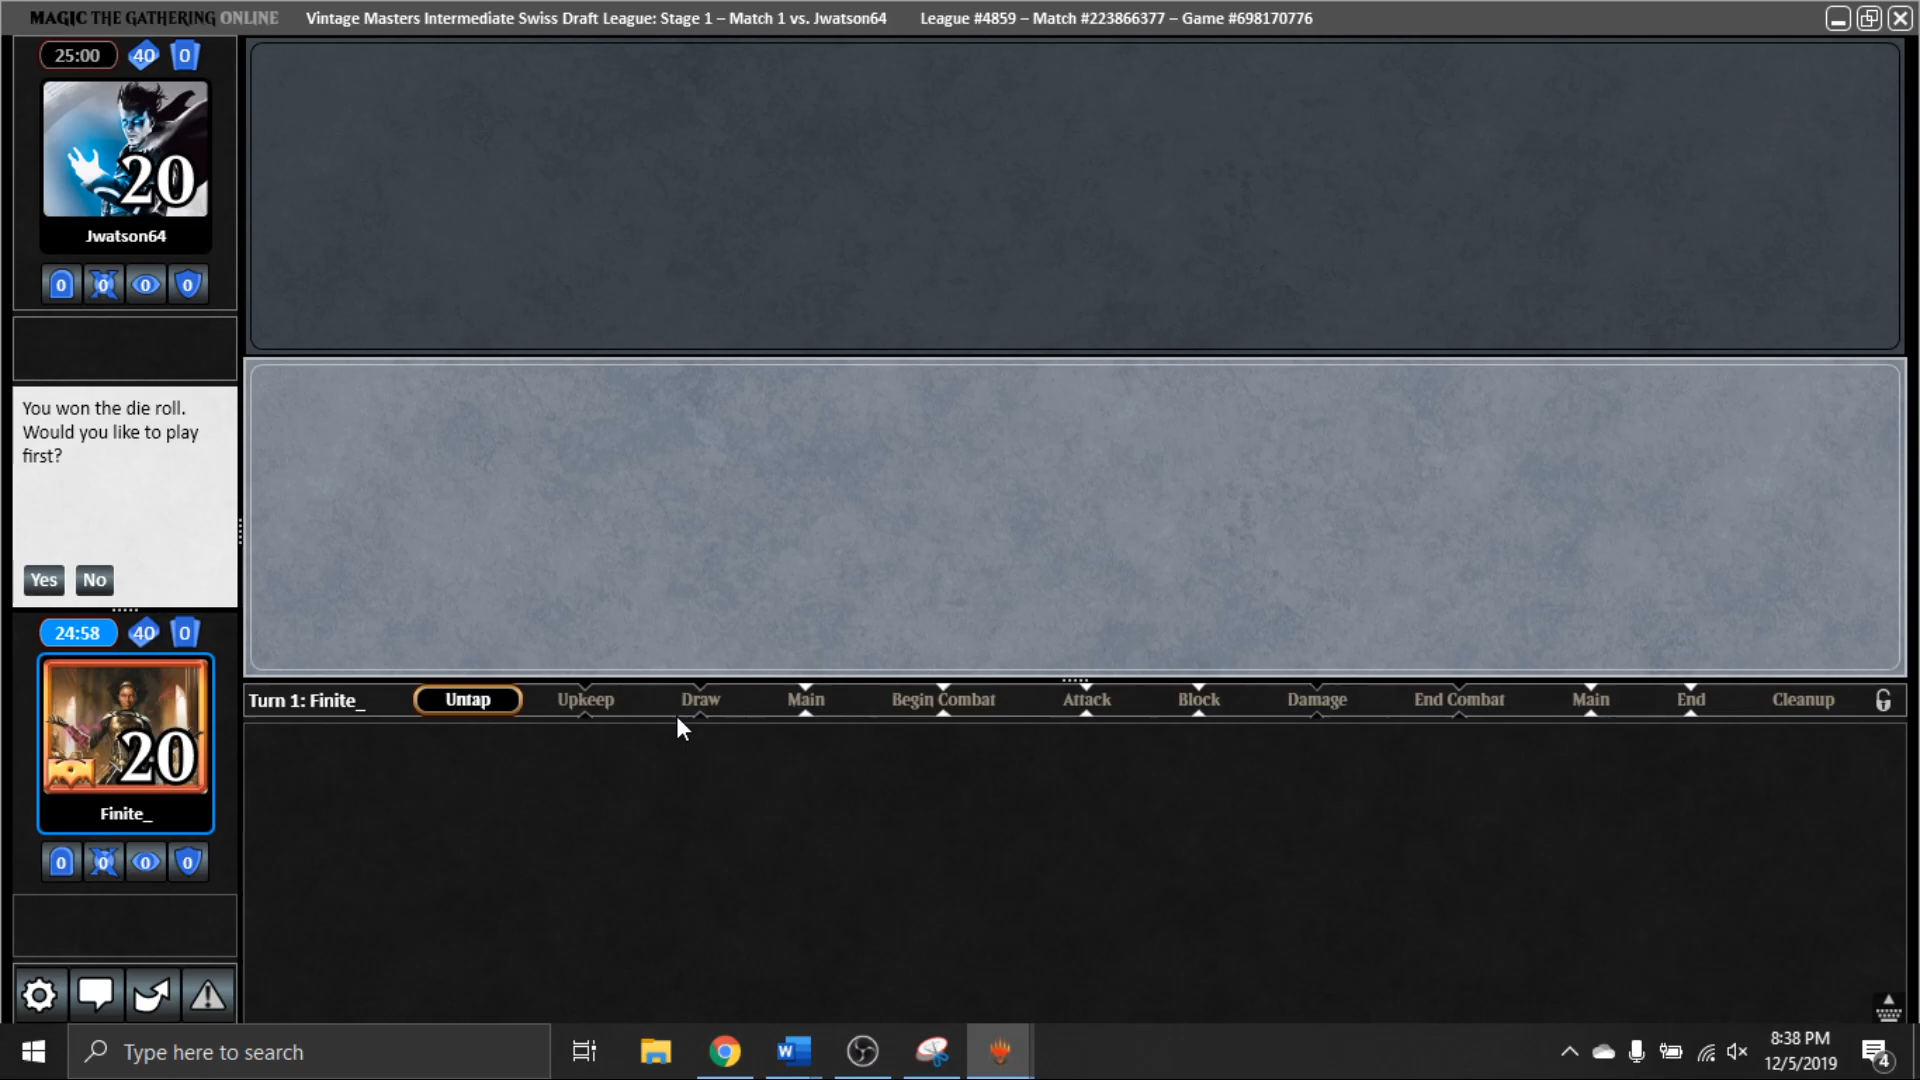 MAGIC THE GATHERING ONLINE
Vintage Masters Intermediate Swiss Draft League: Stage 1 – Match 1 vs. Jwatson64
League #4859 – Match #223866377 – Game #698170776
25:00
40
0
20
Jwatson64
0
0
0
0
You won the die roll.
Would you like to play
first?
Yes
No
24:58
40
0
20
Finite_
0
0
0
0
Turn 1: Finite_
Untap
Upkeep
Draw
Main
Begin Combat
Attack
Block
Damage
End Combat
Main
End
Cleanup
Type here to search
8:38 PM
12/5/2019
4